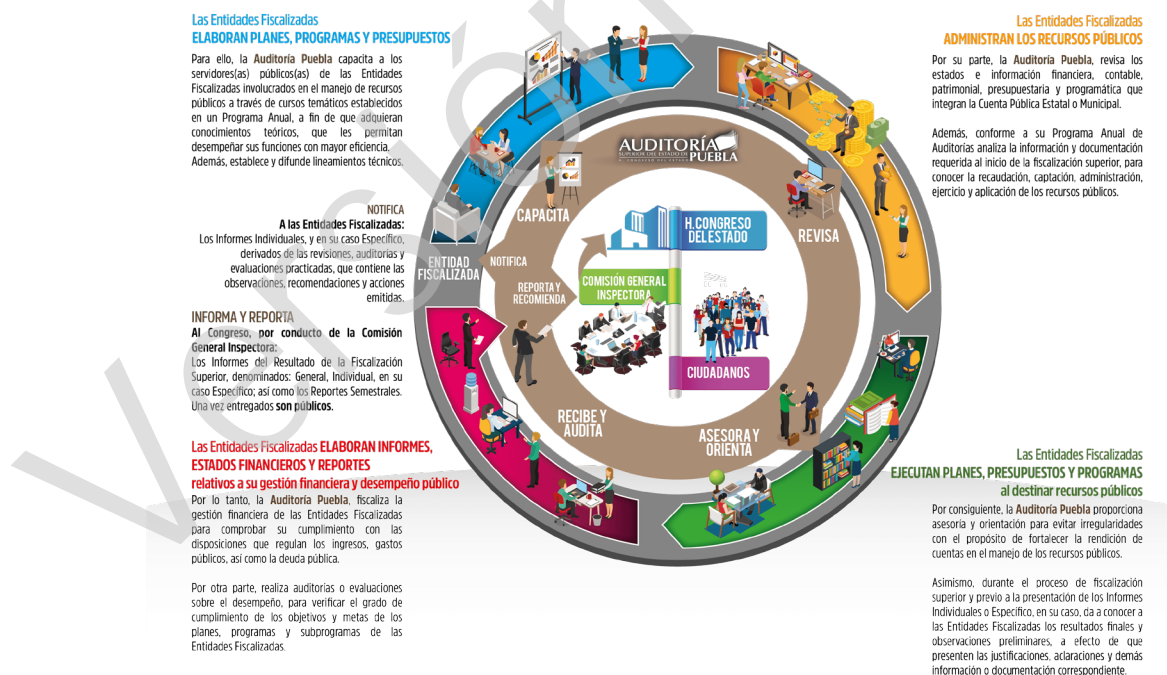 Las Entidades Fiscalizadas
ELABORAN PLANES, PROGRAMAS Y PRESUPUESTOS
Para ello, la Auditoría Puebla capacita a los
servidores(as) públicos(as) de las Entidades
Fiscalizadas involucrados en el manejo de recursos
públicos a través de cursos temáticos establecidos
en un Programa Anual, a fin de que adquieran
conocimientos teóricos, que les permitan
desempeñar sus funciones con mayor eficiencia.
Además, establece y difunde lineamientos técnicos.
NOTIFICA
A las Entidades Fiscalizadas:
Los Informes Individuales, y en su caso Específico,
derivados de las revisiones, auditorías y
evaluaciones practicadas, que contiene las
observaciones, recomendaciones y acciones
emitidas.
INFORMA Y REPORTA
Al Congreso, por conducto de la Comisión
General Inspectora:
Los Informes del Resultado de la Fiscalización
Superior, denominados: General, Individual, en su
caso Específico; así como los Reportes Semestrales.
Una vez entregados son públicos.
Las Entidades Fiscalizadas ELABORAN INFORMES,
ESTADOS FINANCIEROS Y REPORTES
relativos a su gestión financiera y desempeño público
Por lo tanto, la Auditoría Puebla, fiscaliza la
gestión financiera de las Entidades Fiscalizadas
para comprobar su cumplimiento con las
disposiciones que regulan los ingresos, gastos
públicos, así como la deuda pública.
Por otra parte, realiza auditorías o evaluaciones
sobre el desempeño, para verificar el grado de
cumplimiento de los objetivos y metas de los
planes, programas y subprogramas de las
Entidades Fiscalizadas.
AUDITORÍA
SUPERIOR DEL ESTADO DE
PUEBLA
H. CONGRESO DEL ESTADO
CAPACITA
REVISA
ENTIDAD
FISCALIZADA
NOTIFICA
REPORTA Y
RECOMIENDA
H. CONGRESO
DEL ESTADO
COMISIÓN GENERAL
INSPECTORA
CIUDADANOS
RECIBE Y
AUDITA
ASESORA Y
ORIENTA
Las Entidades Fiscalizadas
ADMINISTRAN LOS RECURSOS PÚBLICOS
Por su parte, la Auditoría Puebla, revisa los
estados e información financiera, contable,
patrimonial, presupuestaria y programática que
integran la Cuenta Pública Estatal o Municipal.
Además, conforme a su Programa Anual de
Auditorías analiza la información y documentación
requerida al inicio de la fiscalización superior, para
conocer la recaudación, captación, administración,
ejercicio y aplicación de los recursos públicos.
Las Entidades Fiscalizadas
EJECUTAN PLANES, PRESUPUESTOS Y PROGRAMAS
al destinar recursos públicos
Por consiguiente, la Auditoría Puebla proporciona
asesoría y orientación para evitar irregularidades
con el propósito de fortalecer la rendición de
cuentas en el manejo de los recursos públicos.
Asimismo, durante el proceso de fiscalización
superior y previo a la presentación de los Informes
Individuales o Específico, en su caso, da a conocer a
las Entidades Fiscalizadas los resultados finales y
observaciones preliminares, a efecto de que
presenten las justificaciones, aclaraciones y demás
información o documentación correspondiente.
Versión